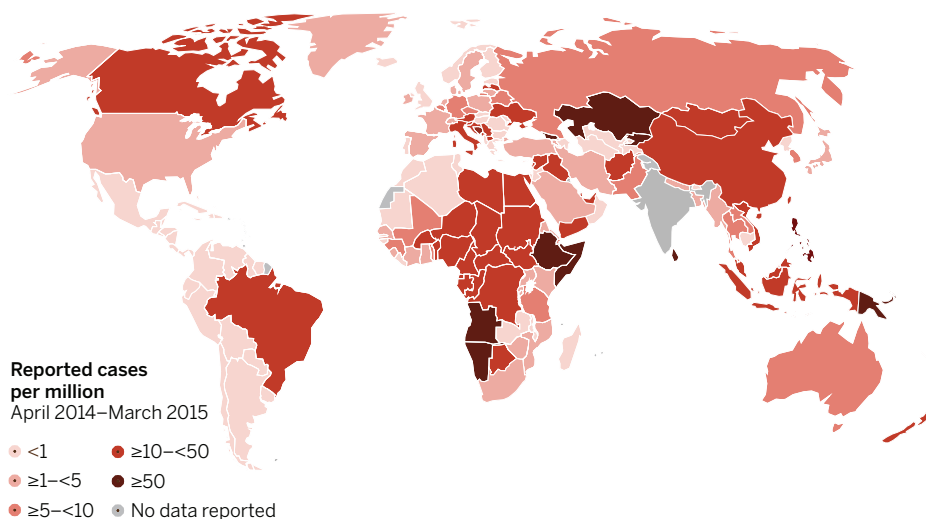 Reported cases
per million
April 2014–March 2015
<1
≥10–<50
≥1–<5
≥50
≥5–<10
No data reported